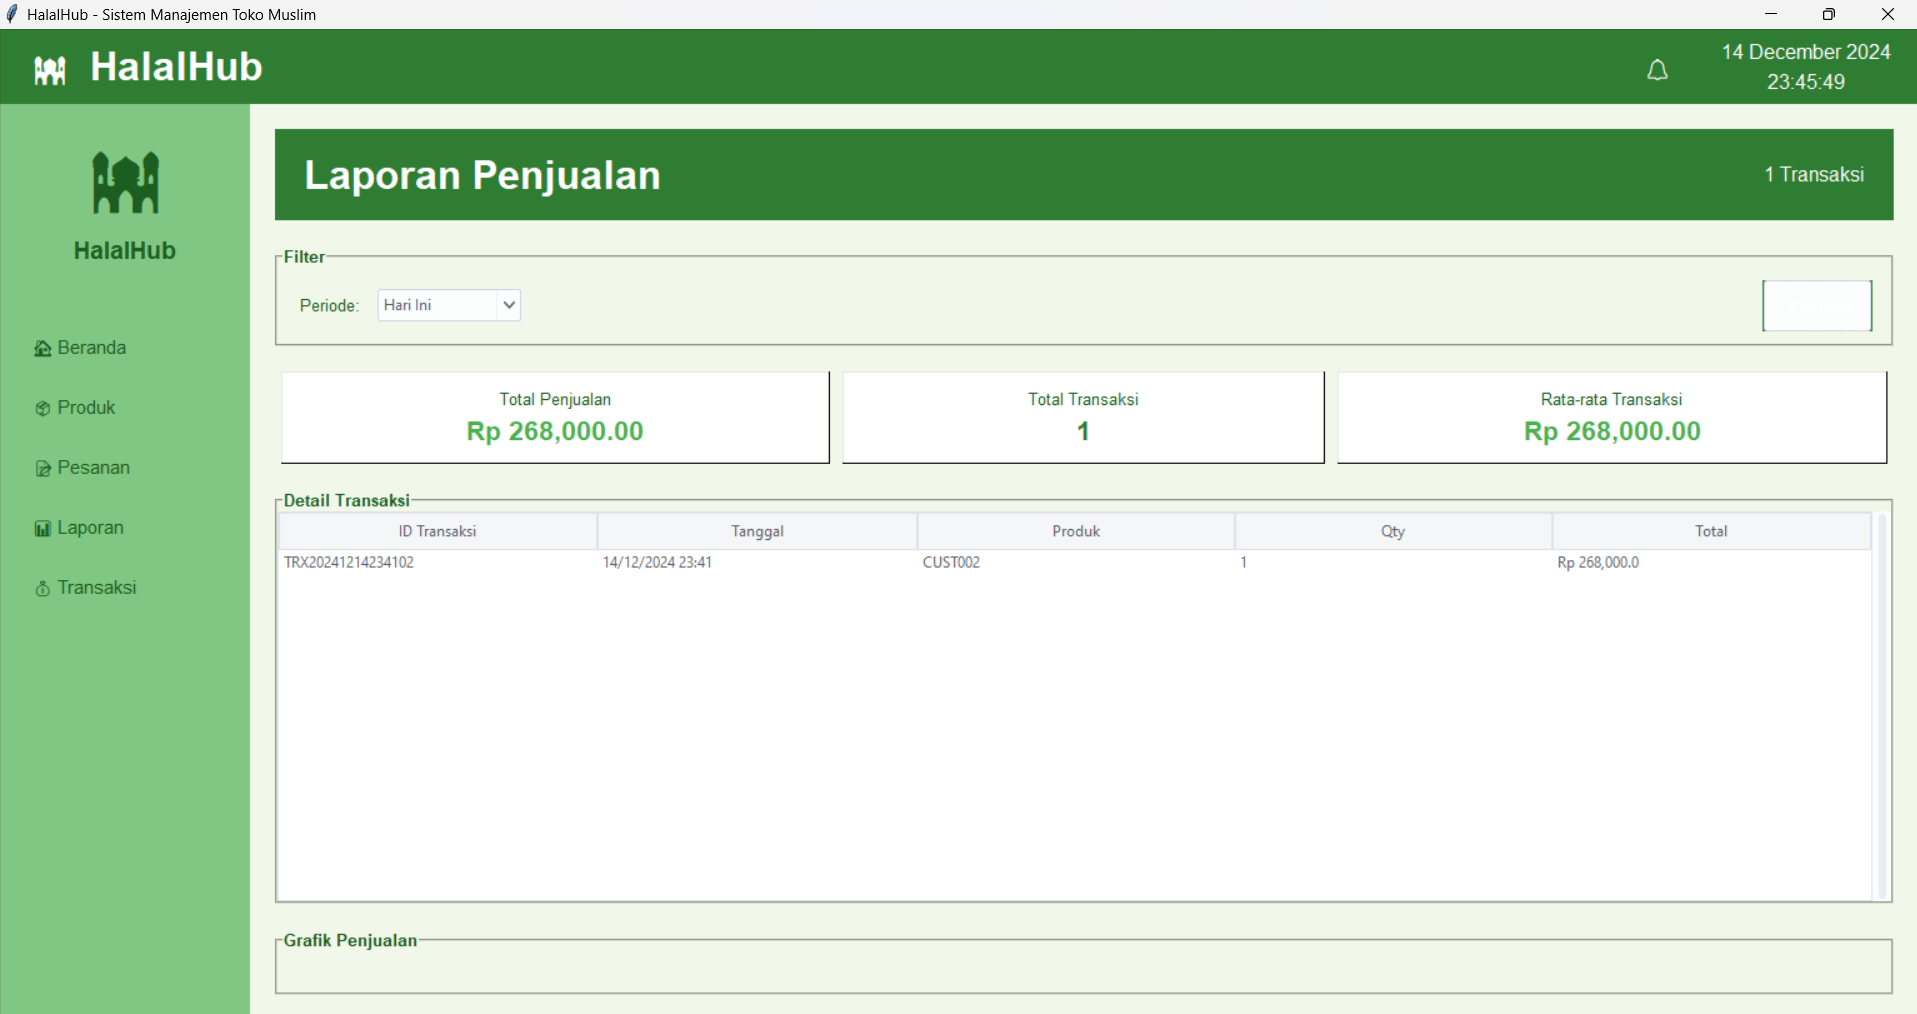 HalalHub - Sistem Manajemen Toko Muslim
HalalHub
14 December 2024
23:45:49
HalalHub
Beranda
Produk
Pesanan
Laporan
Transaksi
Laporan Penjualan
1 Transaksi
Filter
Periode:
Hari Ini
Total Penjualan
Rp 268,000.00
Total Transaksi
1
Rata-rata Transaksi
Rp 268,000.00
Detail Transaksi
ID Transaksi Tanggal Produk Qty Total
TRX20241214234102 14/12/2024 23:41 CUST002 1 Rp 268,000.0
Grafik Penjualan